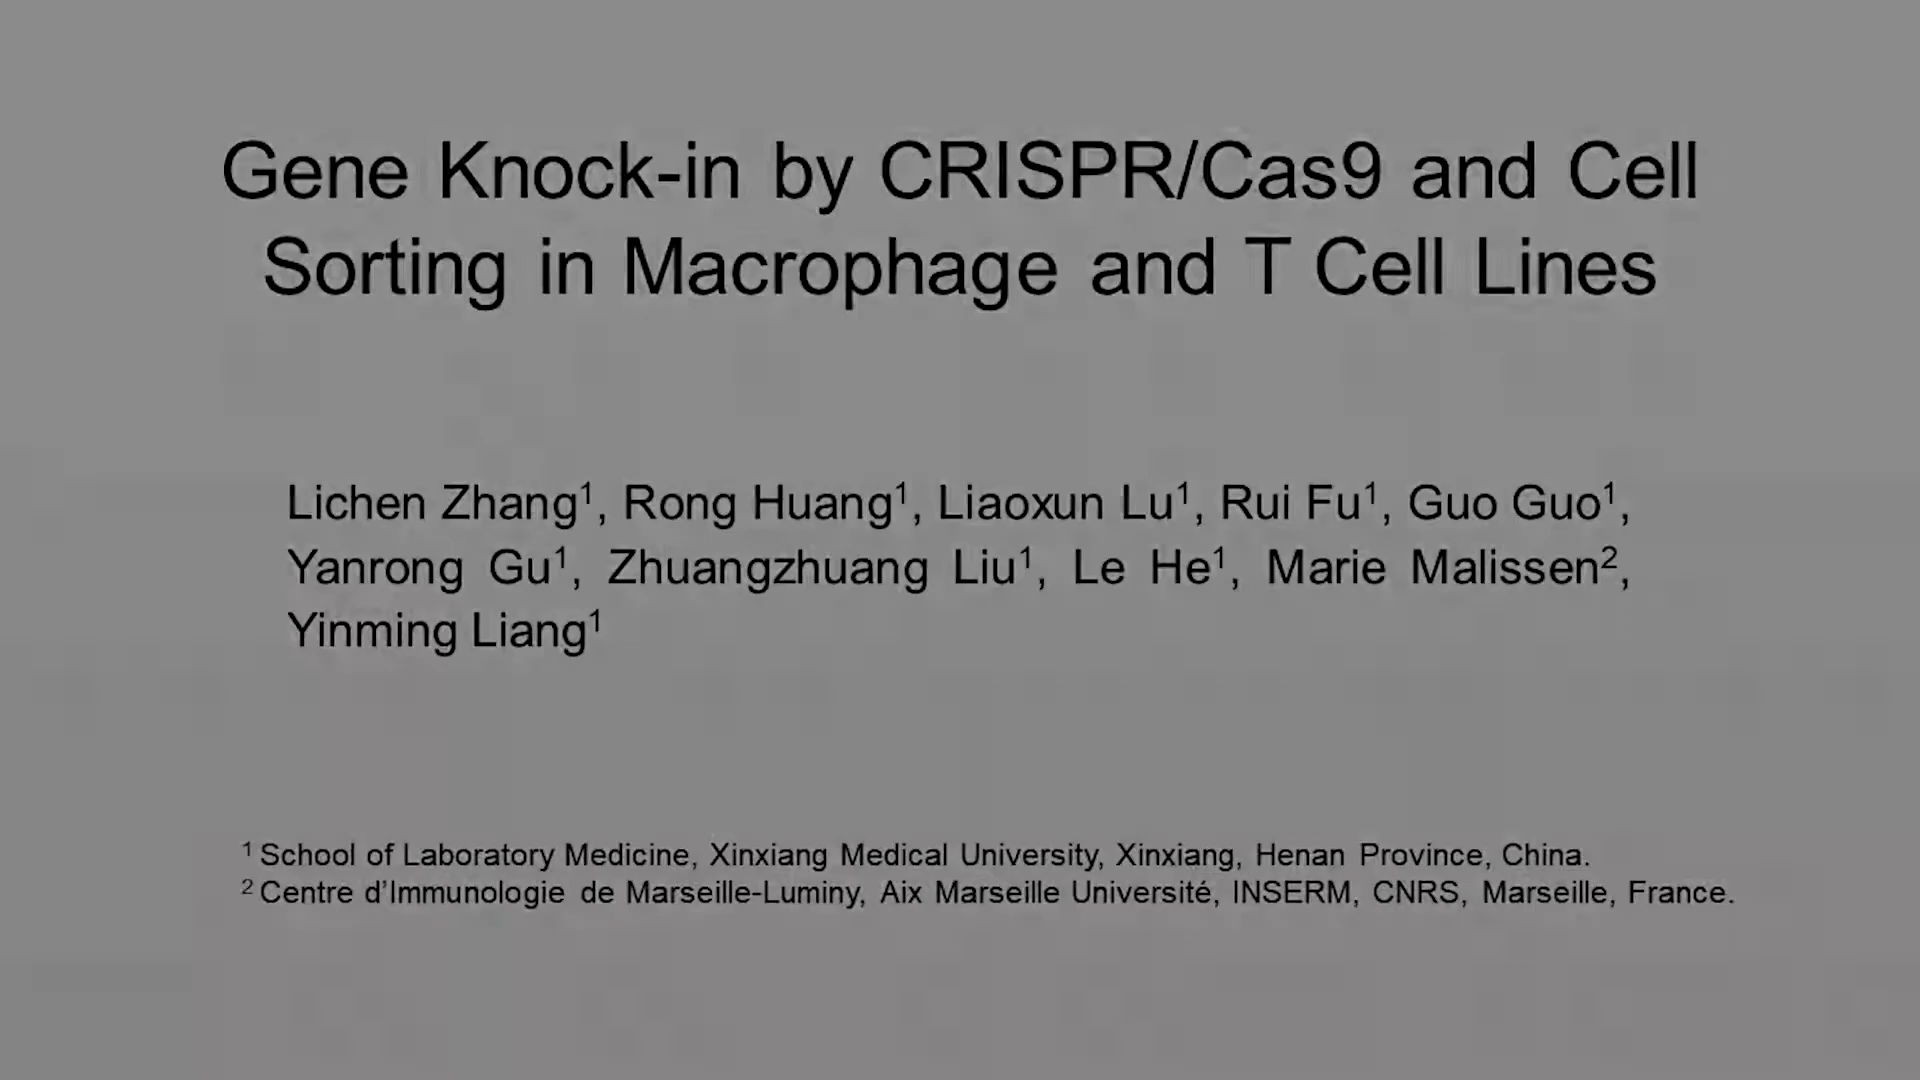 Gene Knock-in by CRISPR/Cas9 and Cell
Sorting in Macrophage and T Cell Lines
Lichen Zhang¹, Rong Huang¹, Liaoxun Lu¹, Rui Fu¹, Guo Guo¹,
Yanrong Gu¹, Zhuangzhuang Liu¹, Le He¹, Marie Malissen²,
Yinming Liang¹
¹ School of Laboratory Medicine, Xinxiang Medical University, Xinxiang, Henan Province, China.
² Centre d’Immunologie de Marseille-Luminy, Aix Marseille Université, INSERM, CNRS, Marseille, France.